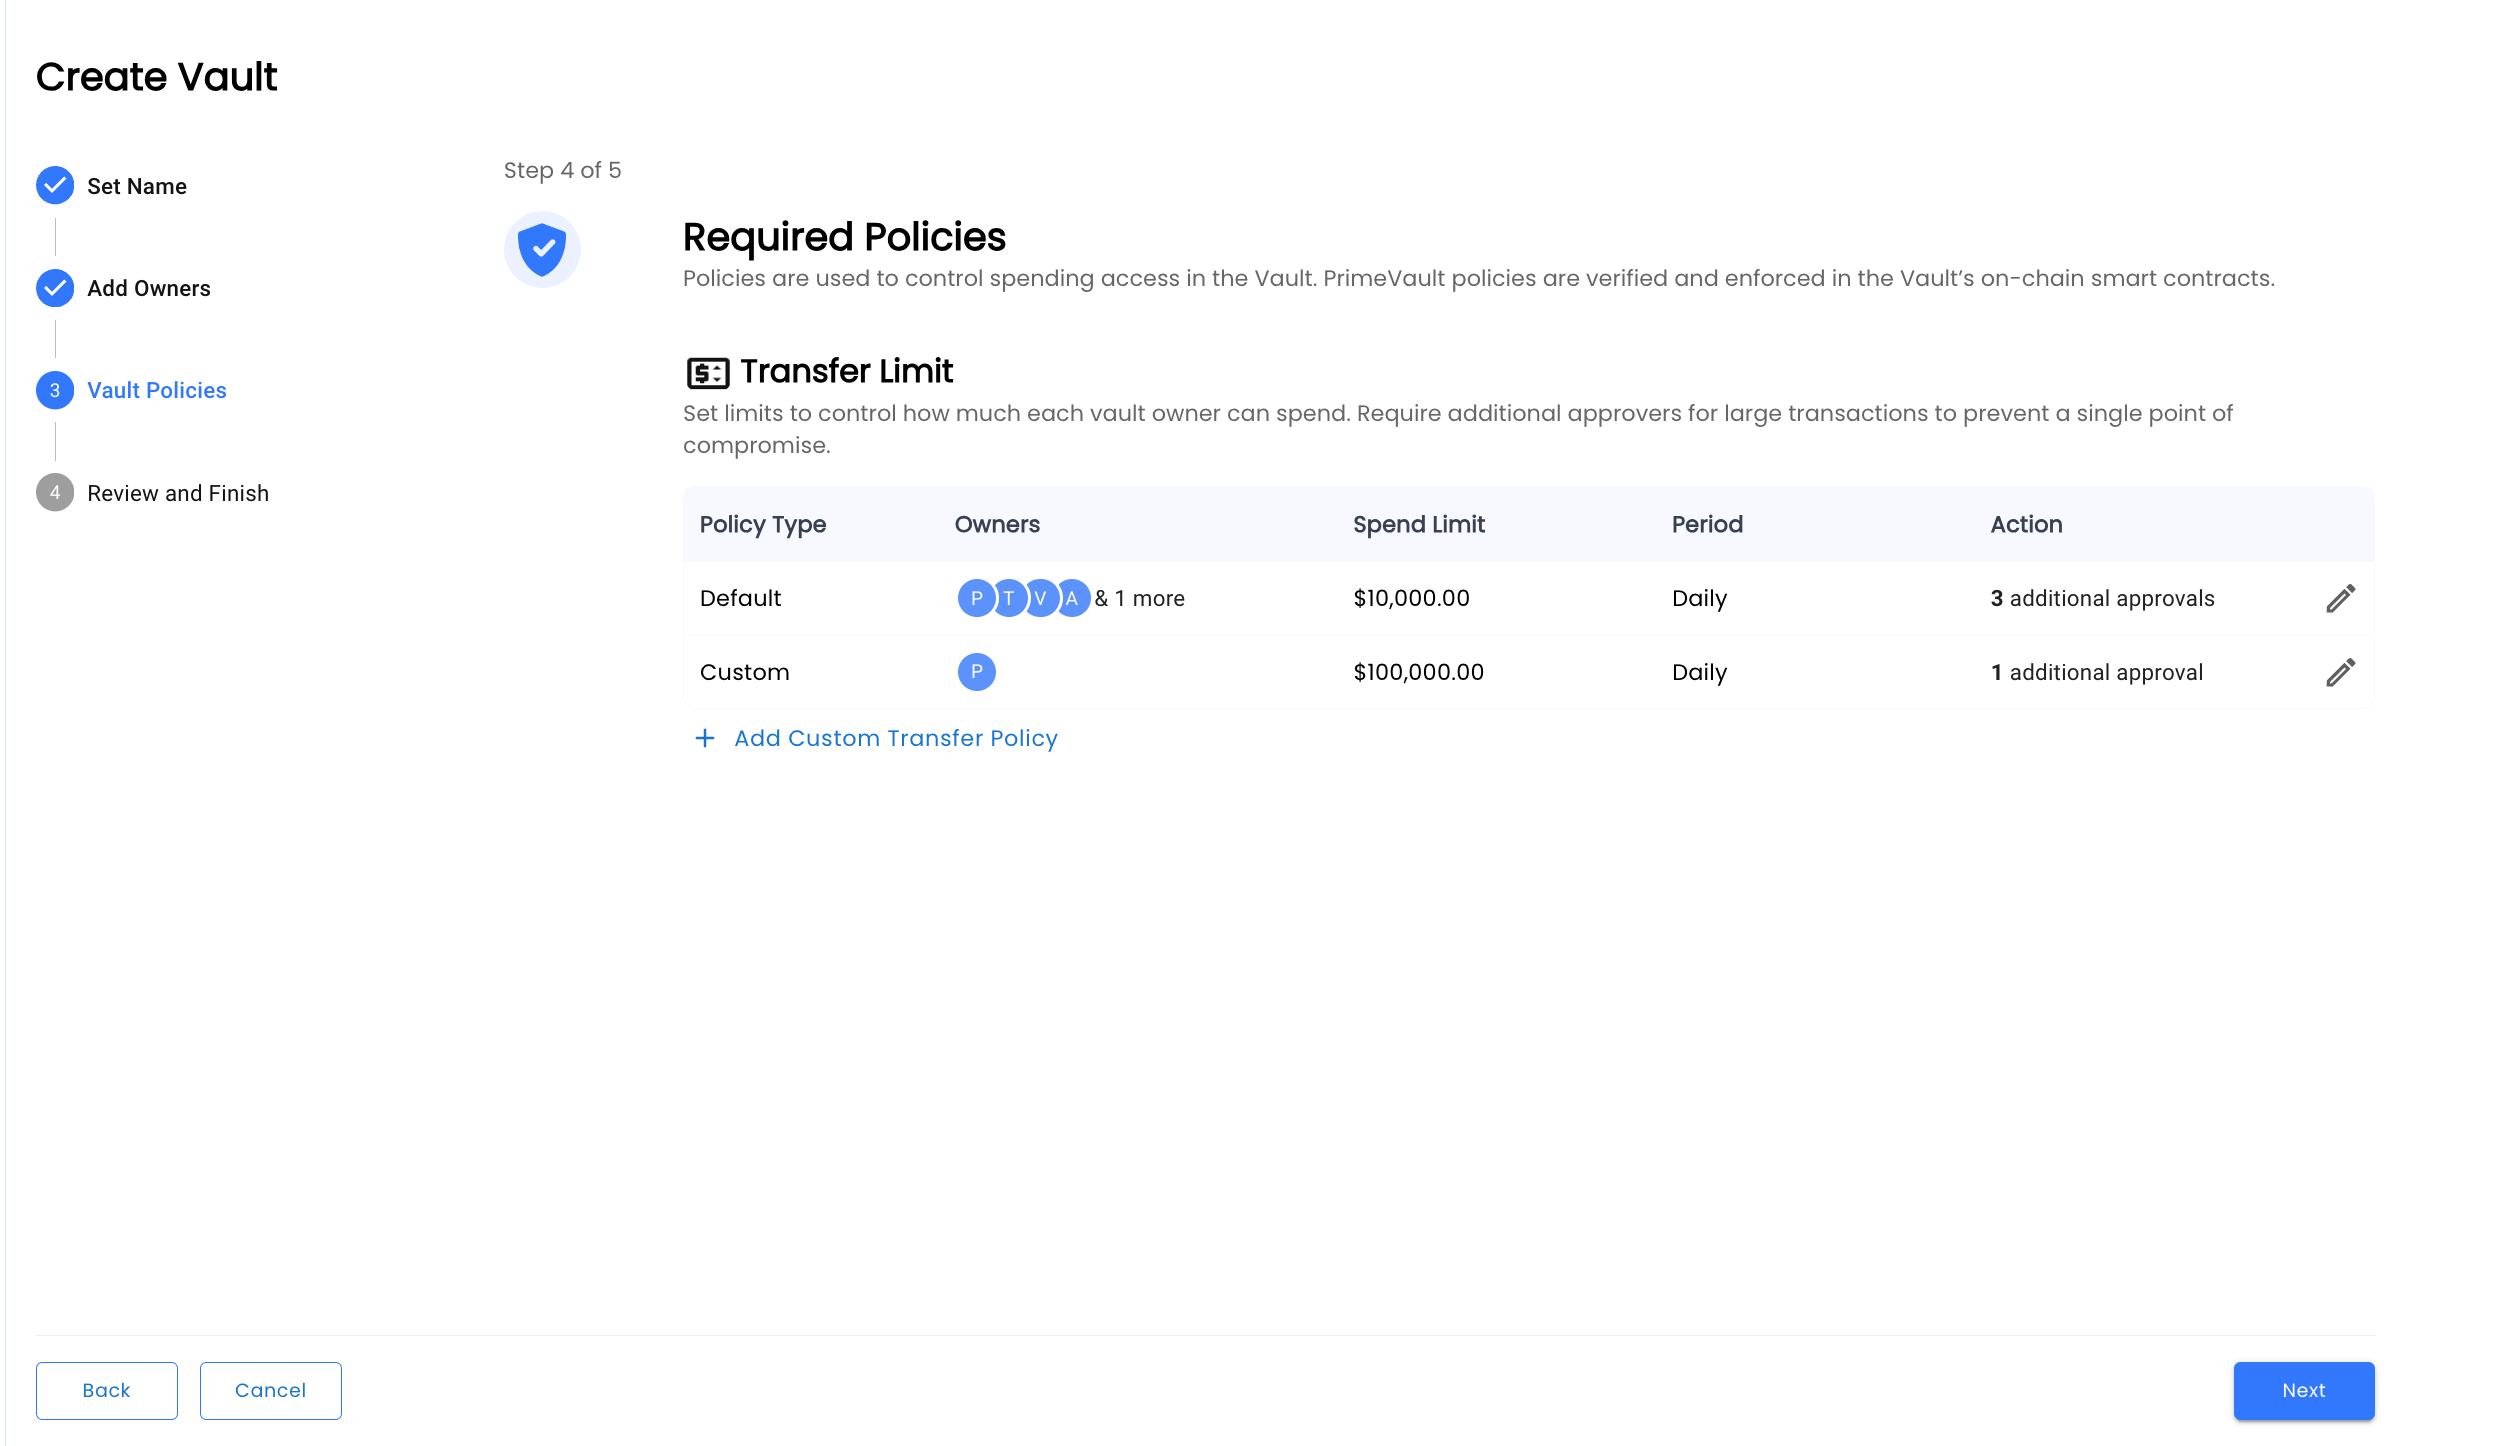 Create Vault
Set Name
Add Owners
3 Vault Policies
4 Review and Finish
Step 4 of 5
Required Policies
Policies are used to control spending access in the Vault. PrimeVault policies are verified and enforced in the Vault’s on-chain smart contracts.
Transfer Limit
Set limits to control how much each vault owner can spend. Require additional approvers for large transactions to prevent a single point of
compromise.
Policy Type Owners Spend Limit Period Action
Default P T V A & 1 more $10,000.00 Daily 3 additional approvals
Custom P $100,000.00 Daily 1 additional approval
+ Add Custom Transfer Policy
Back Cancel Next